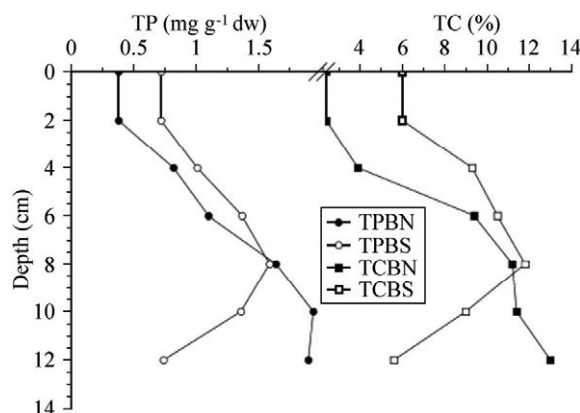 TP (mg g-1 dw) TC (%)
0 0.5 1 1.5 4 6 8 10 12 14
0
2
4
6
8
10
12
14
Depth (cm)
TPBN
TPBS
TCBN
TCBS